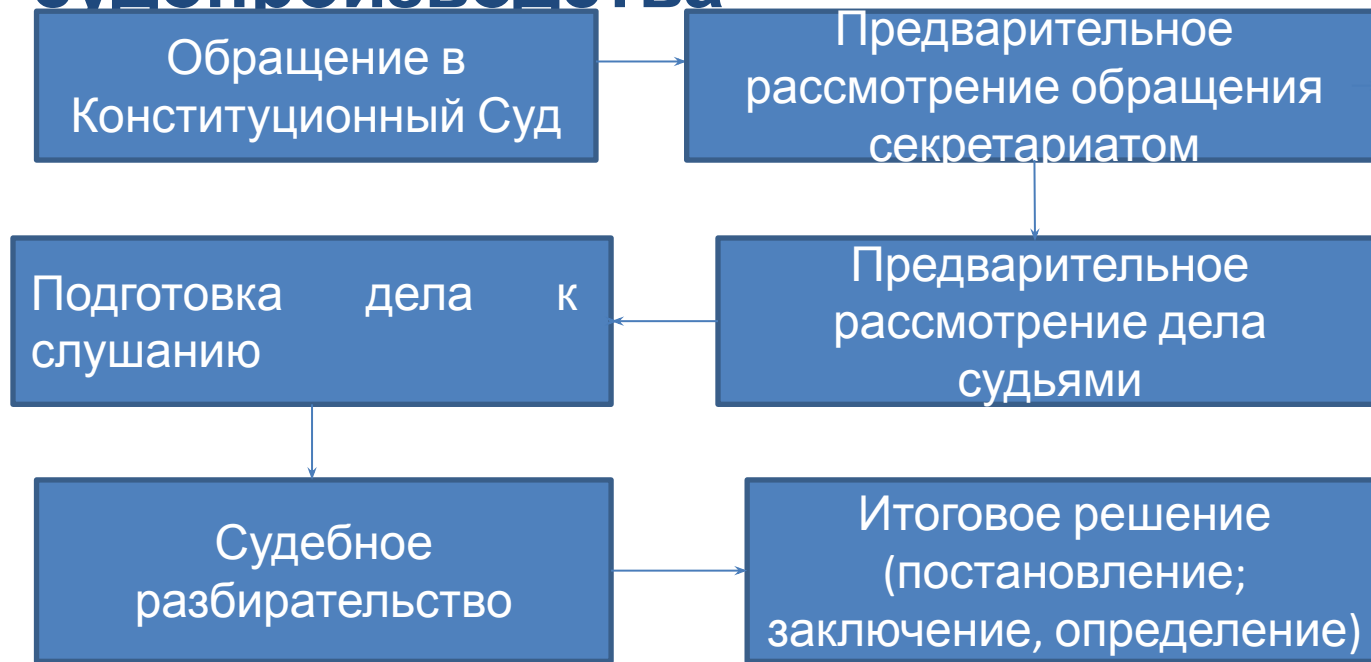 судопроизводства
Обращение в
Конституционный Суд
Предварительное
рассмотрение обращения
секретариатом
Предварительное
рассмотрение дела
судьями
Подготовка дела к
слушанию
Судебное
разбирательство
Итоговое решение
(постановление;
заключение, определение)